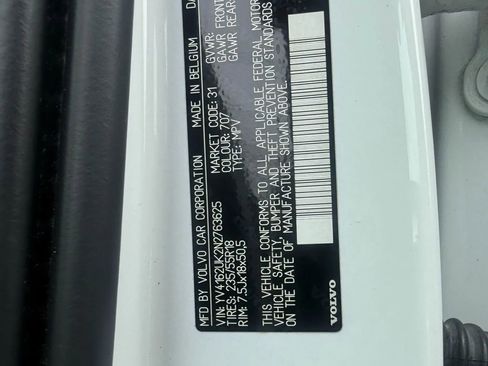 MFD BY VOLVO CAR CORPORATION MADE IN BELGIUM
VIN: YV4162UK2N2763625
TIRES: 235/55R18
RIM: 7.5Jx18x50,5
MARKET CODE: 31
COLOUR: 707
TYPE: MPV
GVWR:
GAWR FRONT
GAWR REAR
THIS VEHICLE CONFORMS TO ALL APPLICABLE FEDERAL MOTOR
VEHICLE SAFETY, BUMPER AND THEFT PREVENTION STANDARDS
IN EFFECT ON THE DATE OF MANUFACTURE SHOWN ABOVE.
VOLVO